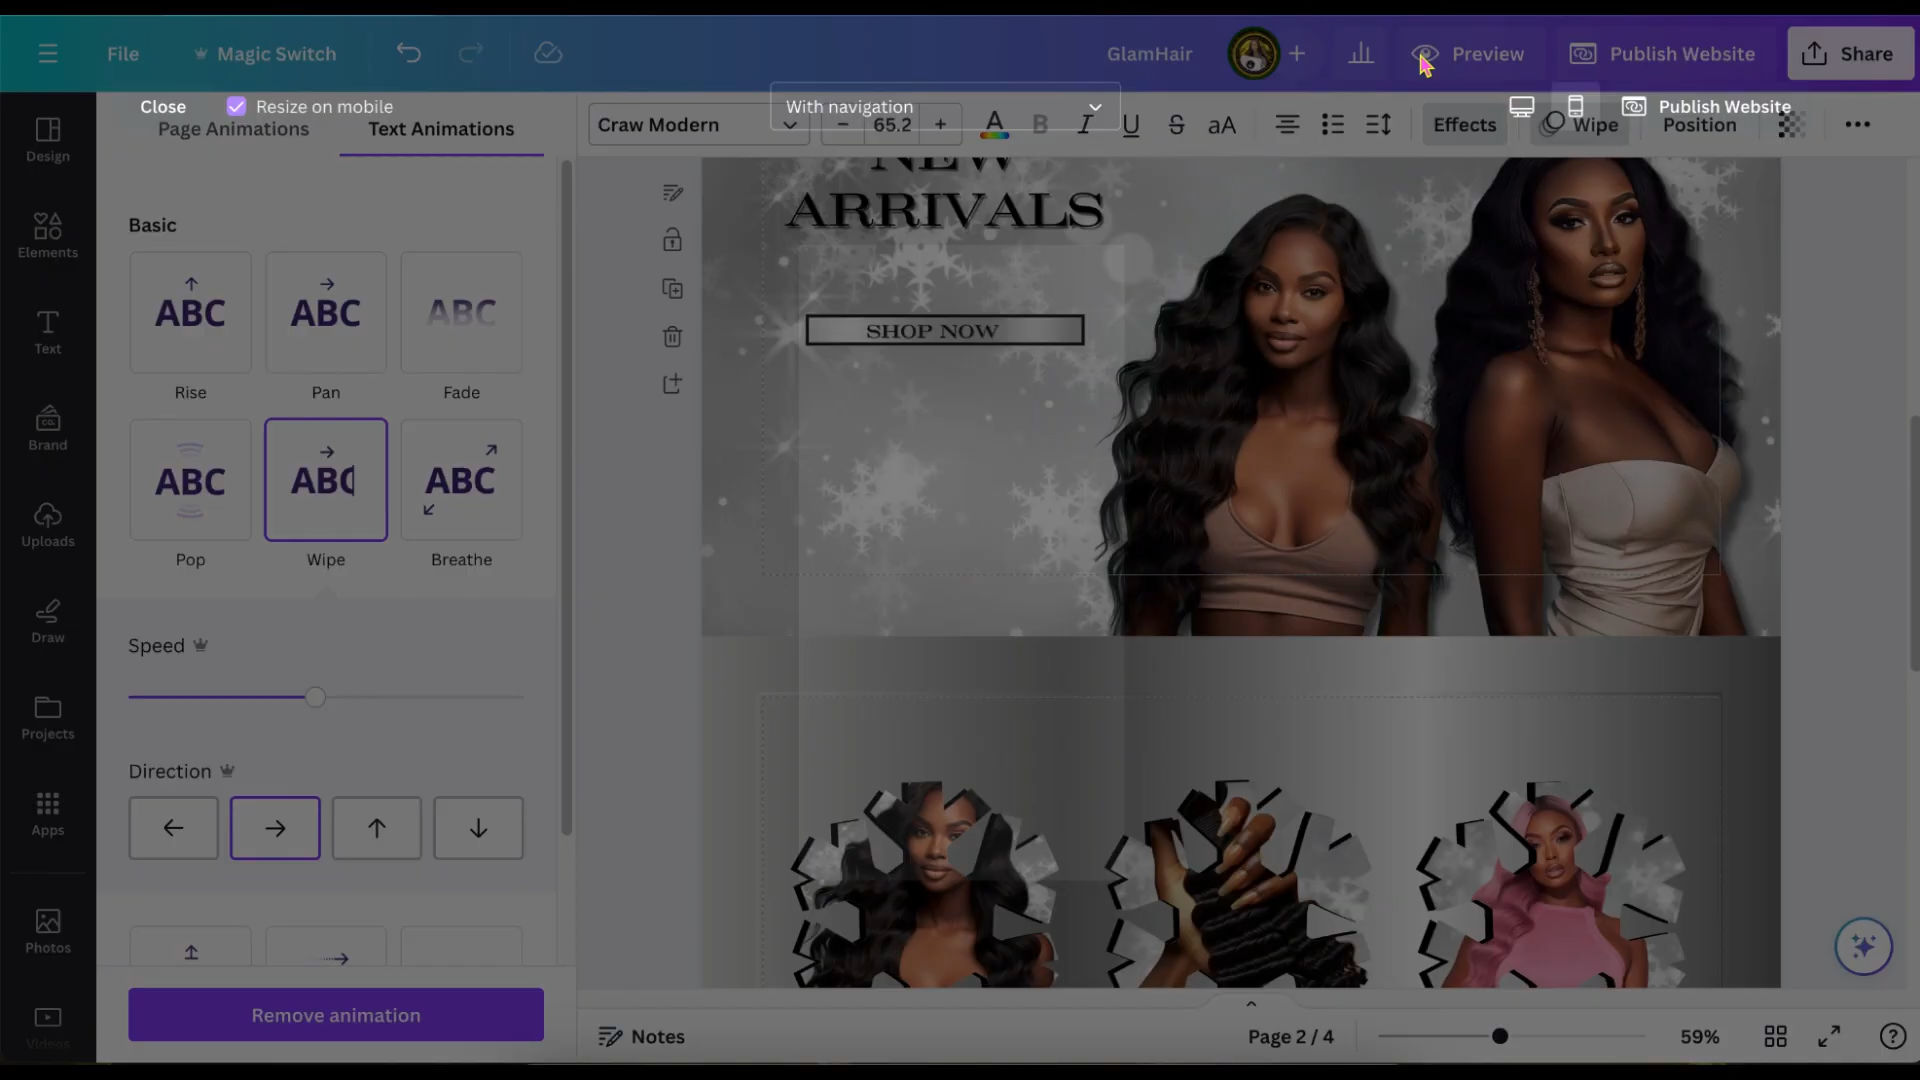 File
Magic Switch
GlamHair
Preview
Publish Website
Share
Close
Resize on mobile
With navigation
Publish Website
Page Animations
Text Animations
Craw Modern
65.2
A
B
I
U
S
aA
Effects
Wipe
Position
Design
Elements
Text
Brand
CO.
Uploads
Draw
Projects
Apps
Photos
Videos
Basic
ABC
ABC
ABC
Rise
Pan
Fade
ABC
ABC
ABC
Pop
Wipe
Breathe
Speed
Direction
Remove animation
NEW
ARRIVALS
SHOP NOW
Notes
Page 2 / 4
59%